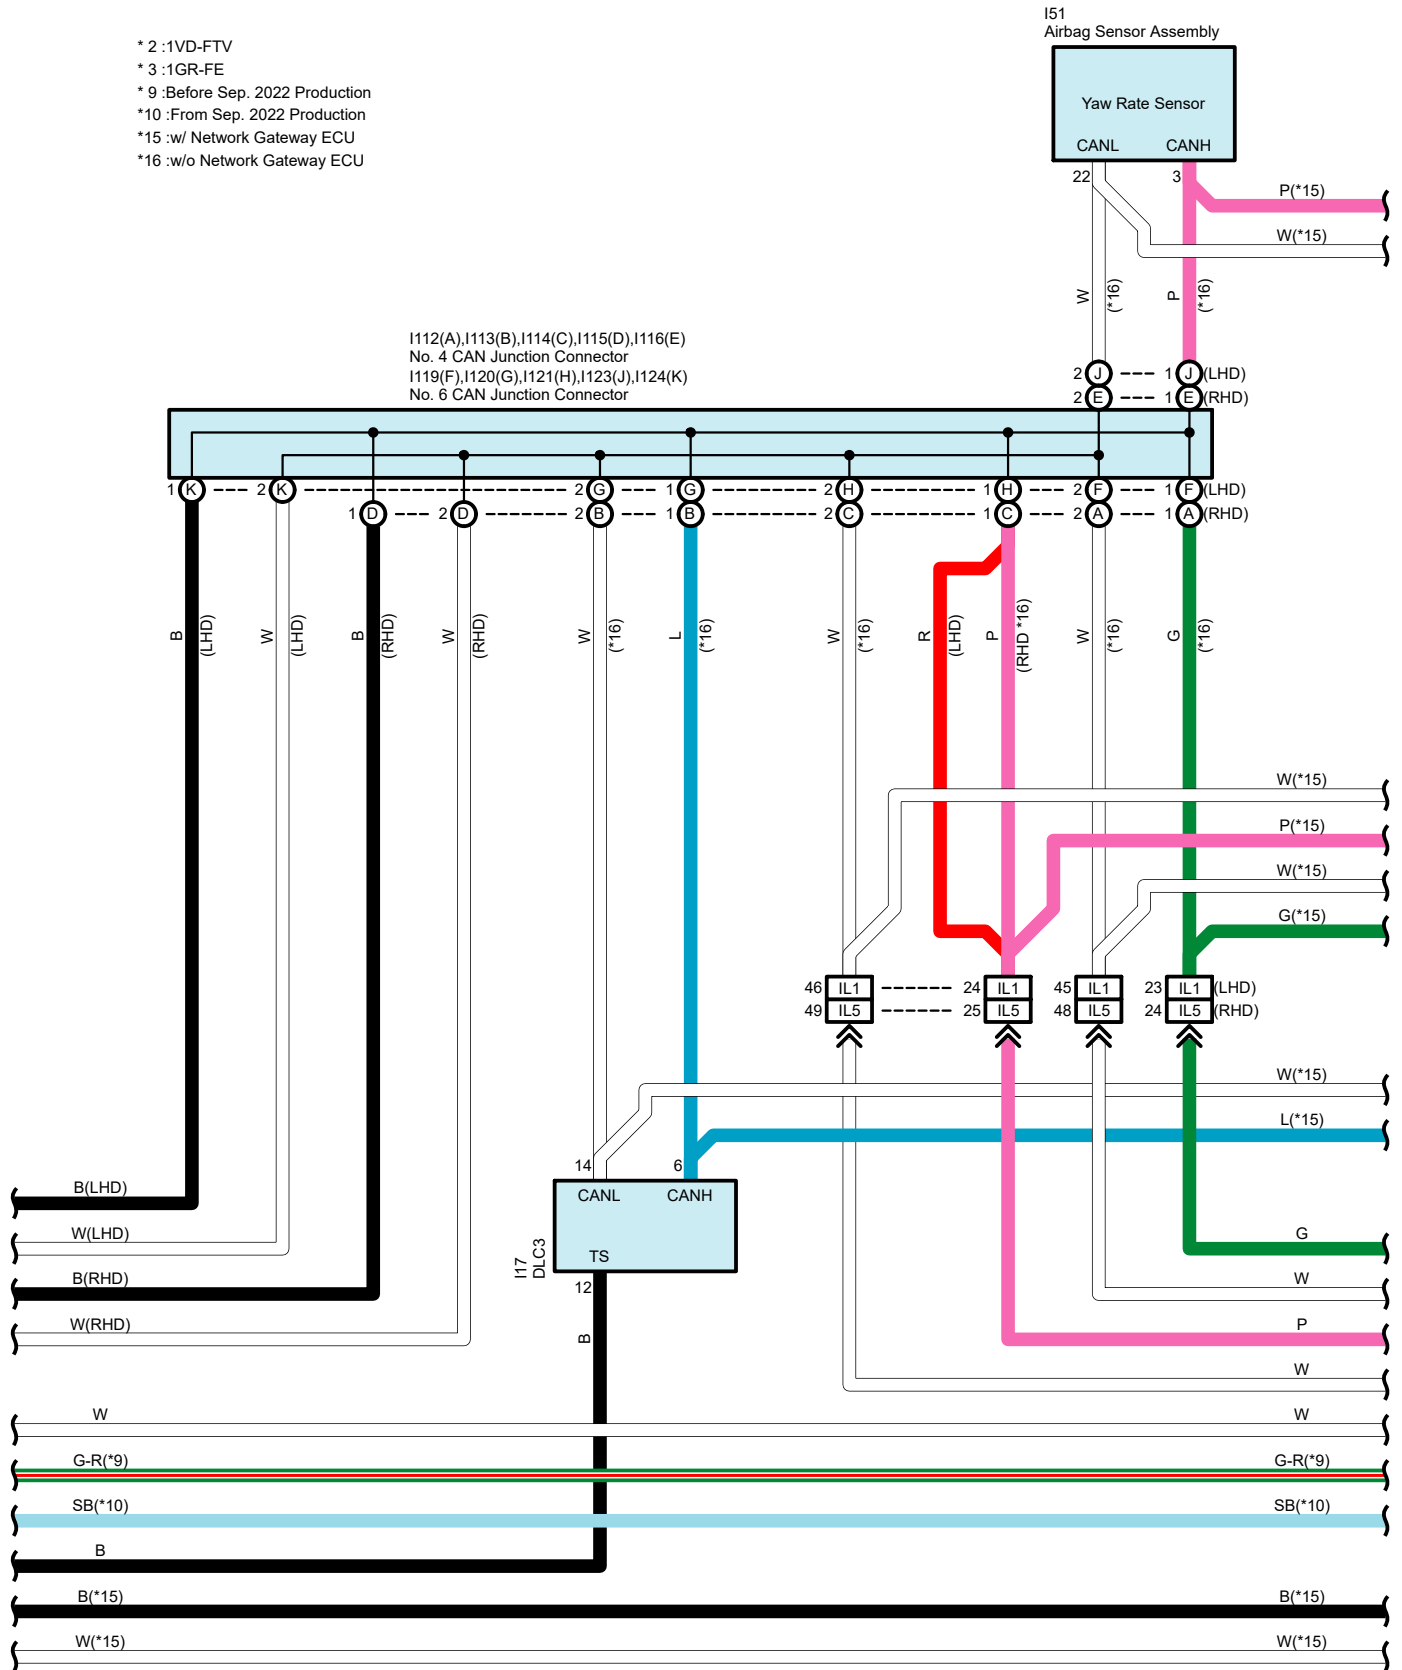 I51
Airbag Sensor Assembly
* 2 :1VD-FTV
* 3 :1GR-FE
* 9 :Before Sep. 2022 Production
*10 :From Sep. 2022 Production
*15 :w/ Network Gateway ECU
*16 :w/o Network Gateway ECU
Yaw Rate Sensor
CANL CANH
22 3
P(*15)
W(*15)
W (*16) P (*16)
I112(A),I113(B),I114(C),I115(D),I116(E)
No. 4 CAN Junction Connector
I119(F),I120(G),I121(H),I123(J),I124(K)
No. 6 CAN Junction Connector
2 J 1 J (LHD)
2 E 1 E (RHD)
1 K 2 K 2 G 1 G 2 H 1 H 2 F 1 F (LHD)
1 D 2 D 2 B 1 B 2 C 1 C 2 A 1 A (RHD)
B (LHD) W (LHD) B (RHD) W (RHD) W (*16) L (*16) W (*16) R (LHD) P (RHD *16) W (*16) G (*16)
W(*15)
P(*15)
W(*15)
G(*15)
46 IL1 24 IL1 45 IL1 23 IL1 (LHD)
49 IL5 25 IL5 48 IL5 24 IL5 (RHD)
W(*15)
L(*15)
14 6
CANL CANH
TS
I17
DLC3
12
B
B(LHD)
W(LHD)
B(RHD)
W(RHD)
G
W
P
W
W W
G-R(*9) G-R(*9)
SB(*10) SB(*10)
B
B(*15) B(*15)
W(*15) W(*15)